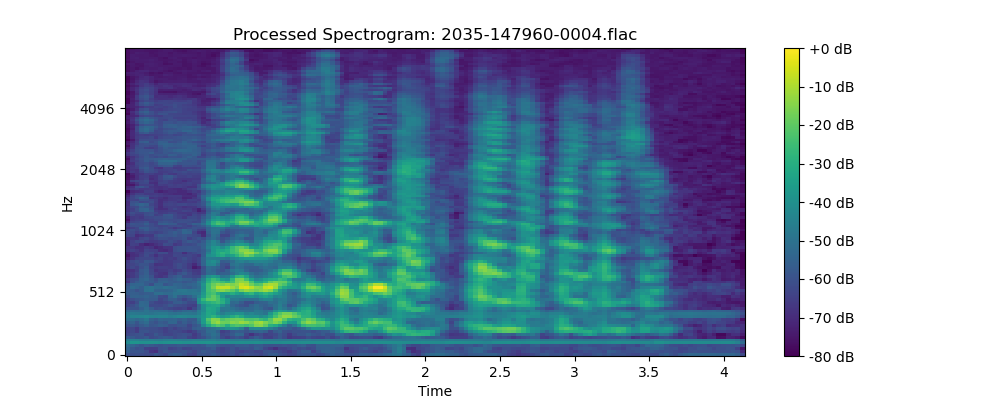 Processed Spectrogram: 2035-147960-0004.flac
Hz
4096
2048
1024
512
0
0
0.5
1
1.5
2
2.5
3
3.5
4
Time
+0 dB
-10 dB
-20 dB
-30 dB
-40 dB
-50 dB
-60 dB
-70 dB
-80 dB